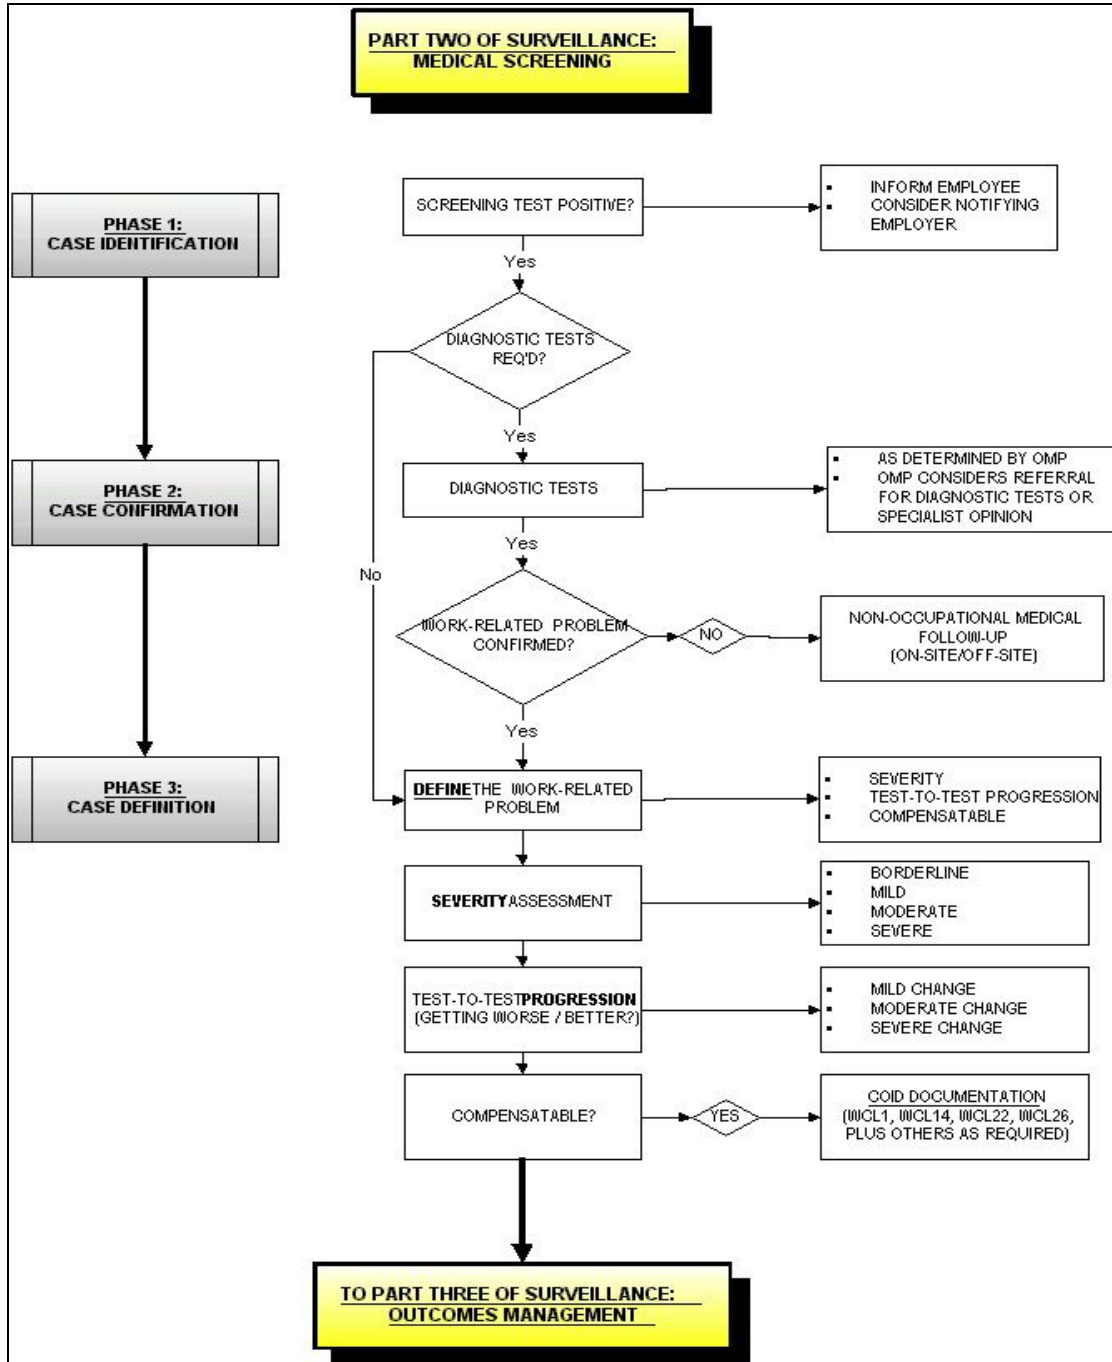 PART TWO OF SURVEILLANCE:
MEDICAL SCREENING
PHASE 1:
CASE IDENTIFICATION
SCREENING TEST POSITIVE?
▪ INFORM EMPLOYEE
▪ CONSIDER NOTIFYING
EMPLOYER
Yes
DIAGNOSTIC TESTS
REQ'D?
Yes
PHASE 2:
CASE CONFIRMATION
DIAGNOSTIC TESTS
▪ AS DETERMINED BY OMP
▪ OMP CONSIDERS REFERRAL
FOR DIAGNOSTIC TESTS OR
SPECIALIST OPINION
Yes
No
WORK-RELATED PROBLEM
CONFIRMED?
NO
NON-OCCUPATIONAL MEDICAL
FOLLOW-UP
(ON-SITE/OFF-SITE)
Yes
PHASE 3:
CASE DEFINITION
DEFINE THE WORK-RELATED
PROBLEM
▪ SEVERITY
▪ TEST-TO-TEST PROGRESSION
▪ COMPENSATABLE
SEVERITY ASSESSMENT
▪ BORDERLINE
▪ MILD
▪ MODERATE
▪ SEVERE
TEST-TO-TEST PROGRESSION
(GETTING WORSE / BETTER?)
▪ MILD CHANGE
▪ MODERATE CHANGE
▪ SEVERE CHANGE
COMPENSATABLE?
YES
COID DOCUMENTATION
(WCL1, WCL14, WCL22, WCL26,
PLUS OTHERS AS REQUIRED)
TO PART THREE OF SURVEILLANCE:
OUTCOMES MANAGEMENT